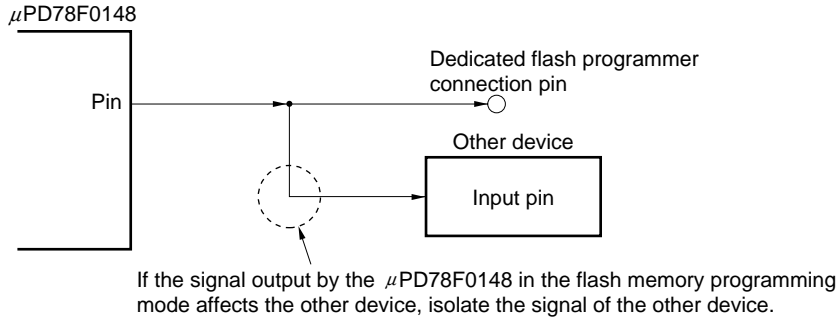 μPD78F0148
Dedicated flash programmer
connection pin
Pin
Other device
Input pin
If the signal output by the μPD78F0148 in the flash memory programming
mode affects the other device, isolate the signal of the other device.